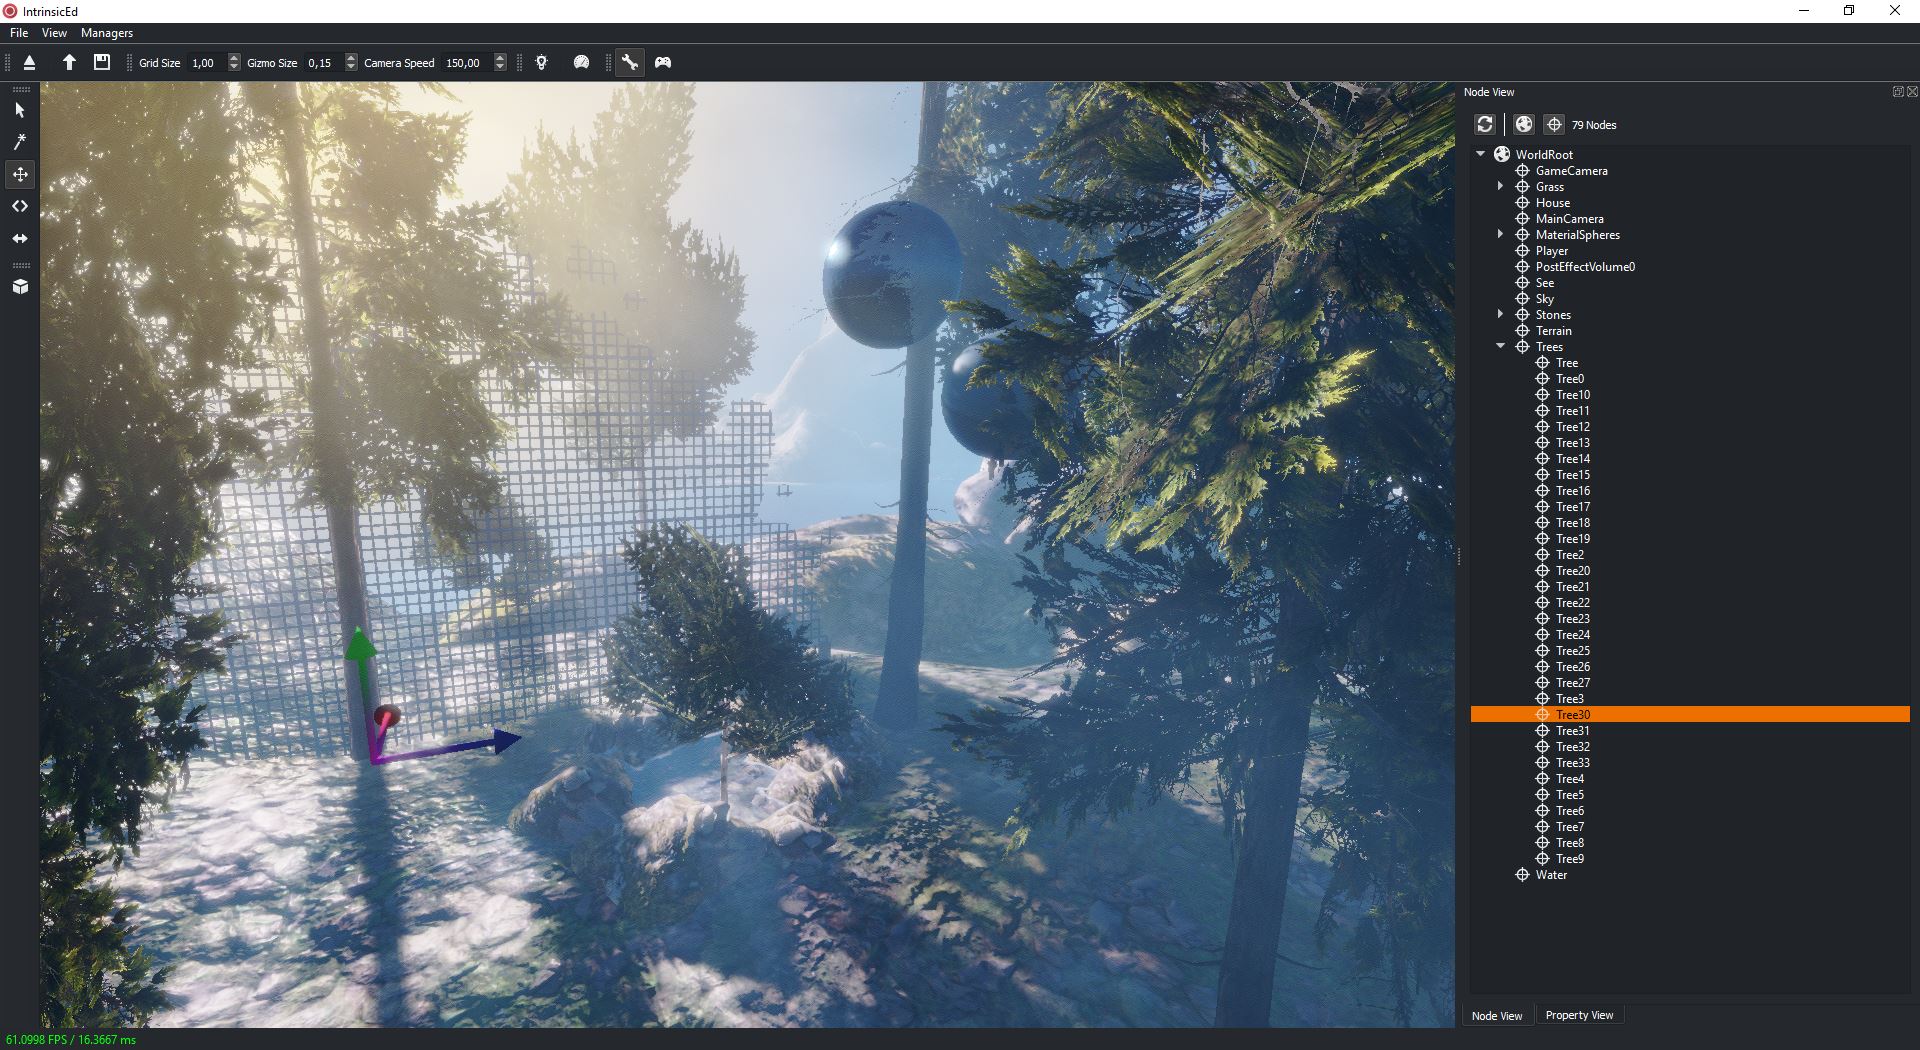 IntrinsicEd
File View Managers
Grid Size 1,00 Gizmo Size 0,15 Camera Speed 150,00
Node View
79 Nodes
WorldRoot
GameCamera
Grass
House
MainCamera
MaterialSpheres
Player
PostEffectVolume0
See
Sky
Stones
Terrain
Trees
Tree
Tree0
Tree10
Tree11
Tree12
Tree13
Tree14
Tree15
Tree16
Tree17
Tree18
Tree19
Tree2
Tree20
Tree21
Tree22
Tree23
Tree24
Tree25
Tree26
Tree27
Tree3
Tree30
Tree31
Tree32
Tree33
Tree4
Tree5
Tree6
Tree7
Tree8
Tree9
Water
Node View Property View
61.0998 FPS / 16.3667 ms